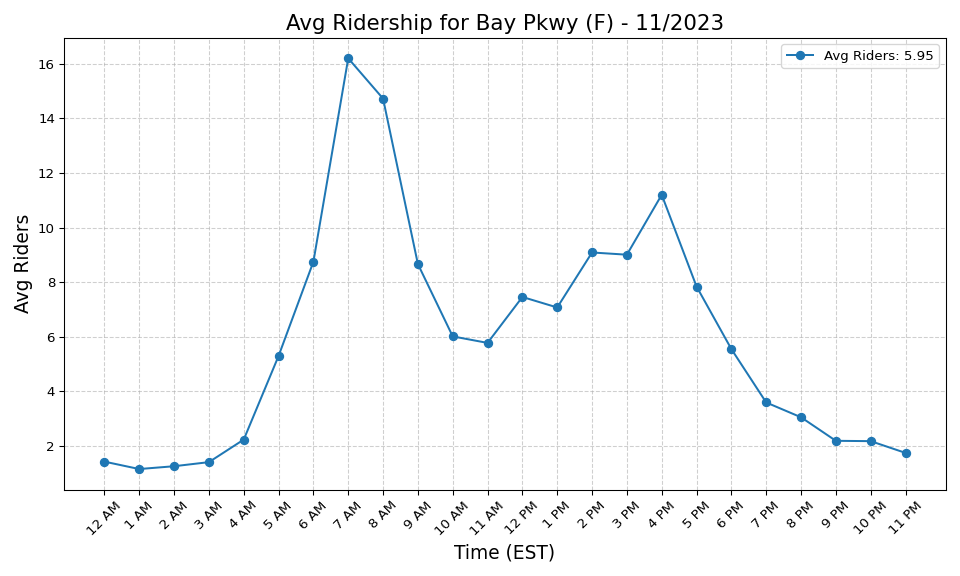 Avg Ridership for Bay Pkwy (F) - 11/2023
Avg Riders: 5.95
Avg Riders
16
14
12
10
8
6
4
2
12 AM
1 AM
2 AM
3 AM
4 AM
5 AM
6 AM
7 AM
8 AM
9 AM
10 AM
11 AM
12 PM
1 PM
2 PM
3 PM
4 PM
5 PM
6 PM
7 PM
8 PM
9 PM
10 PM
11 PM
Time (EST)